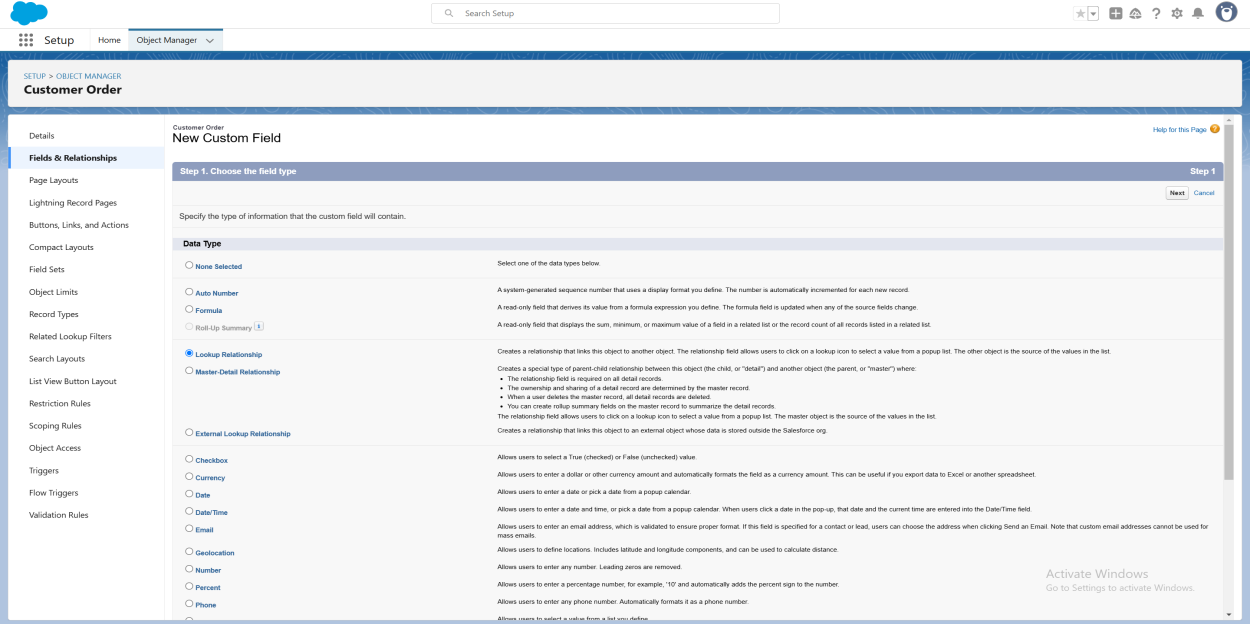 Search Setup
Setup
Home
Object Manager
SETUP > OBJECT MANAGER
Customer Order
Details
Fields & Relationships
Page Layouts
Lightning Record Pages
Buttons, Links, and Actions
Compact Layouts
Field Sets
Object Limits
Record Types
Related Lookup Filters
Search Layouts
List View Button Layout
Restriction Rules
Scoping Rules
Object Access
Triggers
Flow Triggers
Validation Rules
Customer Order
New Custom Field
Help for this Page
Step 1. Choose the field type
Step 1
Next Cancel
Specify the type of information that the custom field will contain.
Data Type
None Selected
Select one of the data types below.
Auto Number
A system-generated sequence number that uses a display format you define. The number is automatically incremented for each new record.
Formula
A read-only field that derives its value from a formula expression you define. The formula field is updated when any of the source fields change.
Roll-Up Summary
A read-only field that displays the sum, minimum, or maximum value of a field in a related list or the record count of all records listed in a related list.
Lookup Relationship
Creates a relationship that links this object to another object. The relationship field allows users to click on a lookup icon to select a value from a popup list. The other object is the source of the values in the list.
Master-Detail Relationship
Creates a special type of parent-child relationship between this object (the child, or "detail") and another object (the parent, or "master") where:
• The relationship field is required on all detail records.
• The ownership and sharing of a detail record are determined by the master record.
• When a user deletes the master record, all detail records are deleted.
• You can create rollup summary fields on the master record to summarize the detail records.
The relationship field allows users to click on a lookup icon to select a value from a popup list. The master object is the source of the values in the list.
External Lookup Relationship
Creates a relationship that links this object to an external object whose data is stored outside the Salesforce org.
Checkbox
Allows users to select a True (checked) or False (unchecked) value.
Currency
Allows users to enter a dollar or other currency amount and automatically formats the field as a currency amount. This can be useful if you export data to Excel or another spreadsheet.
Date
Allows users to enter a date or pick a date from a popup calendar.
Date/Time
Allows users to enter a date and time, or pick a date from a popup calendar. When users click a date in the pop-up, that date and the current time are entered into the Date/Time field.
Email
Allows users to enter an email address, which is validated to ensure proper format. If this field is specified for a contact or lead, users can choose the address when clicking Send an Email. Note that custom email addresses cannot be used for
mass emails.
Geolocation
Allows users to define locations. Includes latitude and longitude components, and can be used to calculate distance.
Number
Allows users to enter any number. Leading zeros are removed.
Percent
Allows users to enter a percentage number, for example, '10' and automatically adds the percent sign to the number.
Phone
Allows users to enter any phone number. Automatically formats it as a phone number.
Allows users to select a value from a list you define.
Activate Windows
Go to Settings to activate Windows.